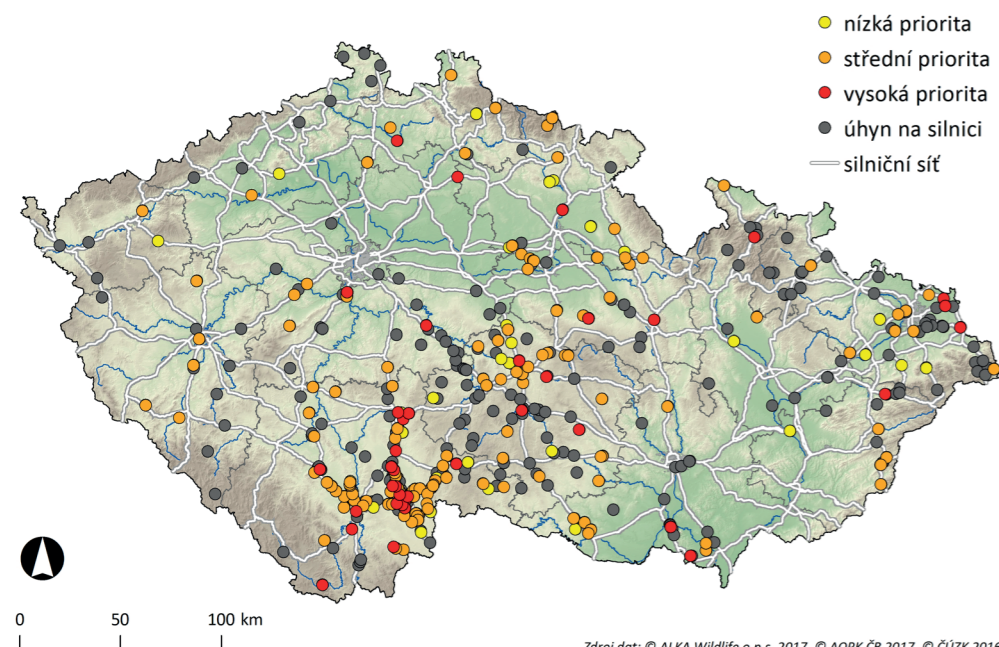 nízká priorita
střední priorita
vysoká priorita
úhyn na silnici
silniční síť
0 50 100 km
Zdroj dat: © ALKA Wildlife o.p.s. 2017, © AOPK ČR 2017, © ČÚZK 2016